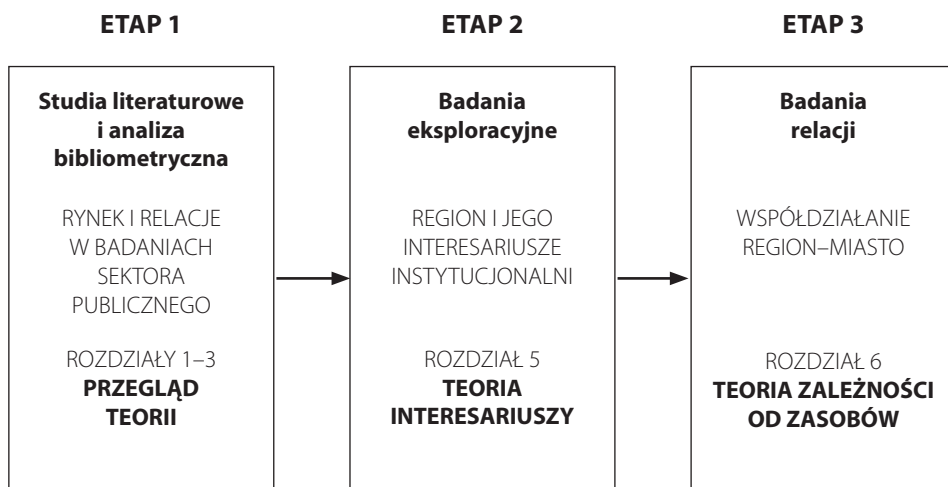 ETAP 1
Studia literaturowe
i analiza
bibliometryczna
RYNEK I RELACJE
W BADANIACH
SEKTORA
PUBLICZNEGO
ROZDZIAŁY 1–3
PRZEGLĄD
TEORII
ETAP 2
Badania
eksploracyjne
REGION I JEGO
INTERESARIUSZE
INSTYTUCJONALNI
ROZDZIAŁ 5
TEORIA
INTERESARIUSZY
ETAP 3
Badania
relacji
WSPÓŁDZIAŁANIE
REGION–MIASTO
ROZDZIAŁ 6
TEORIA ZALEŻNOŚCI
OD ZASOBÓW